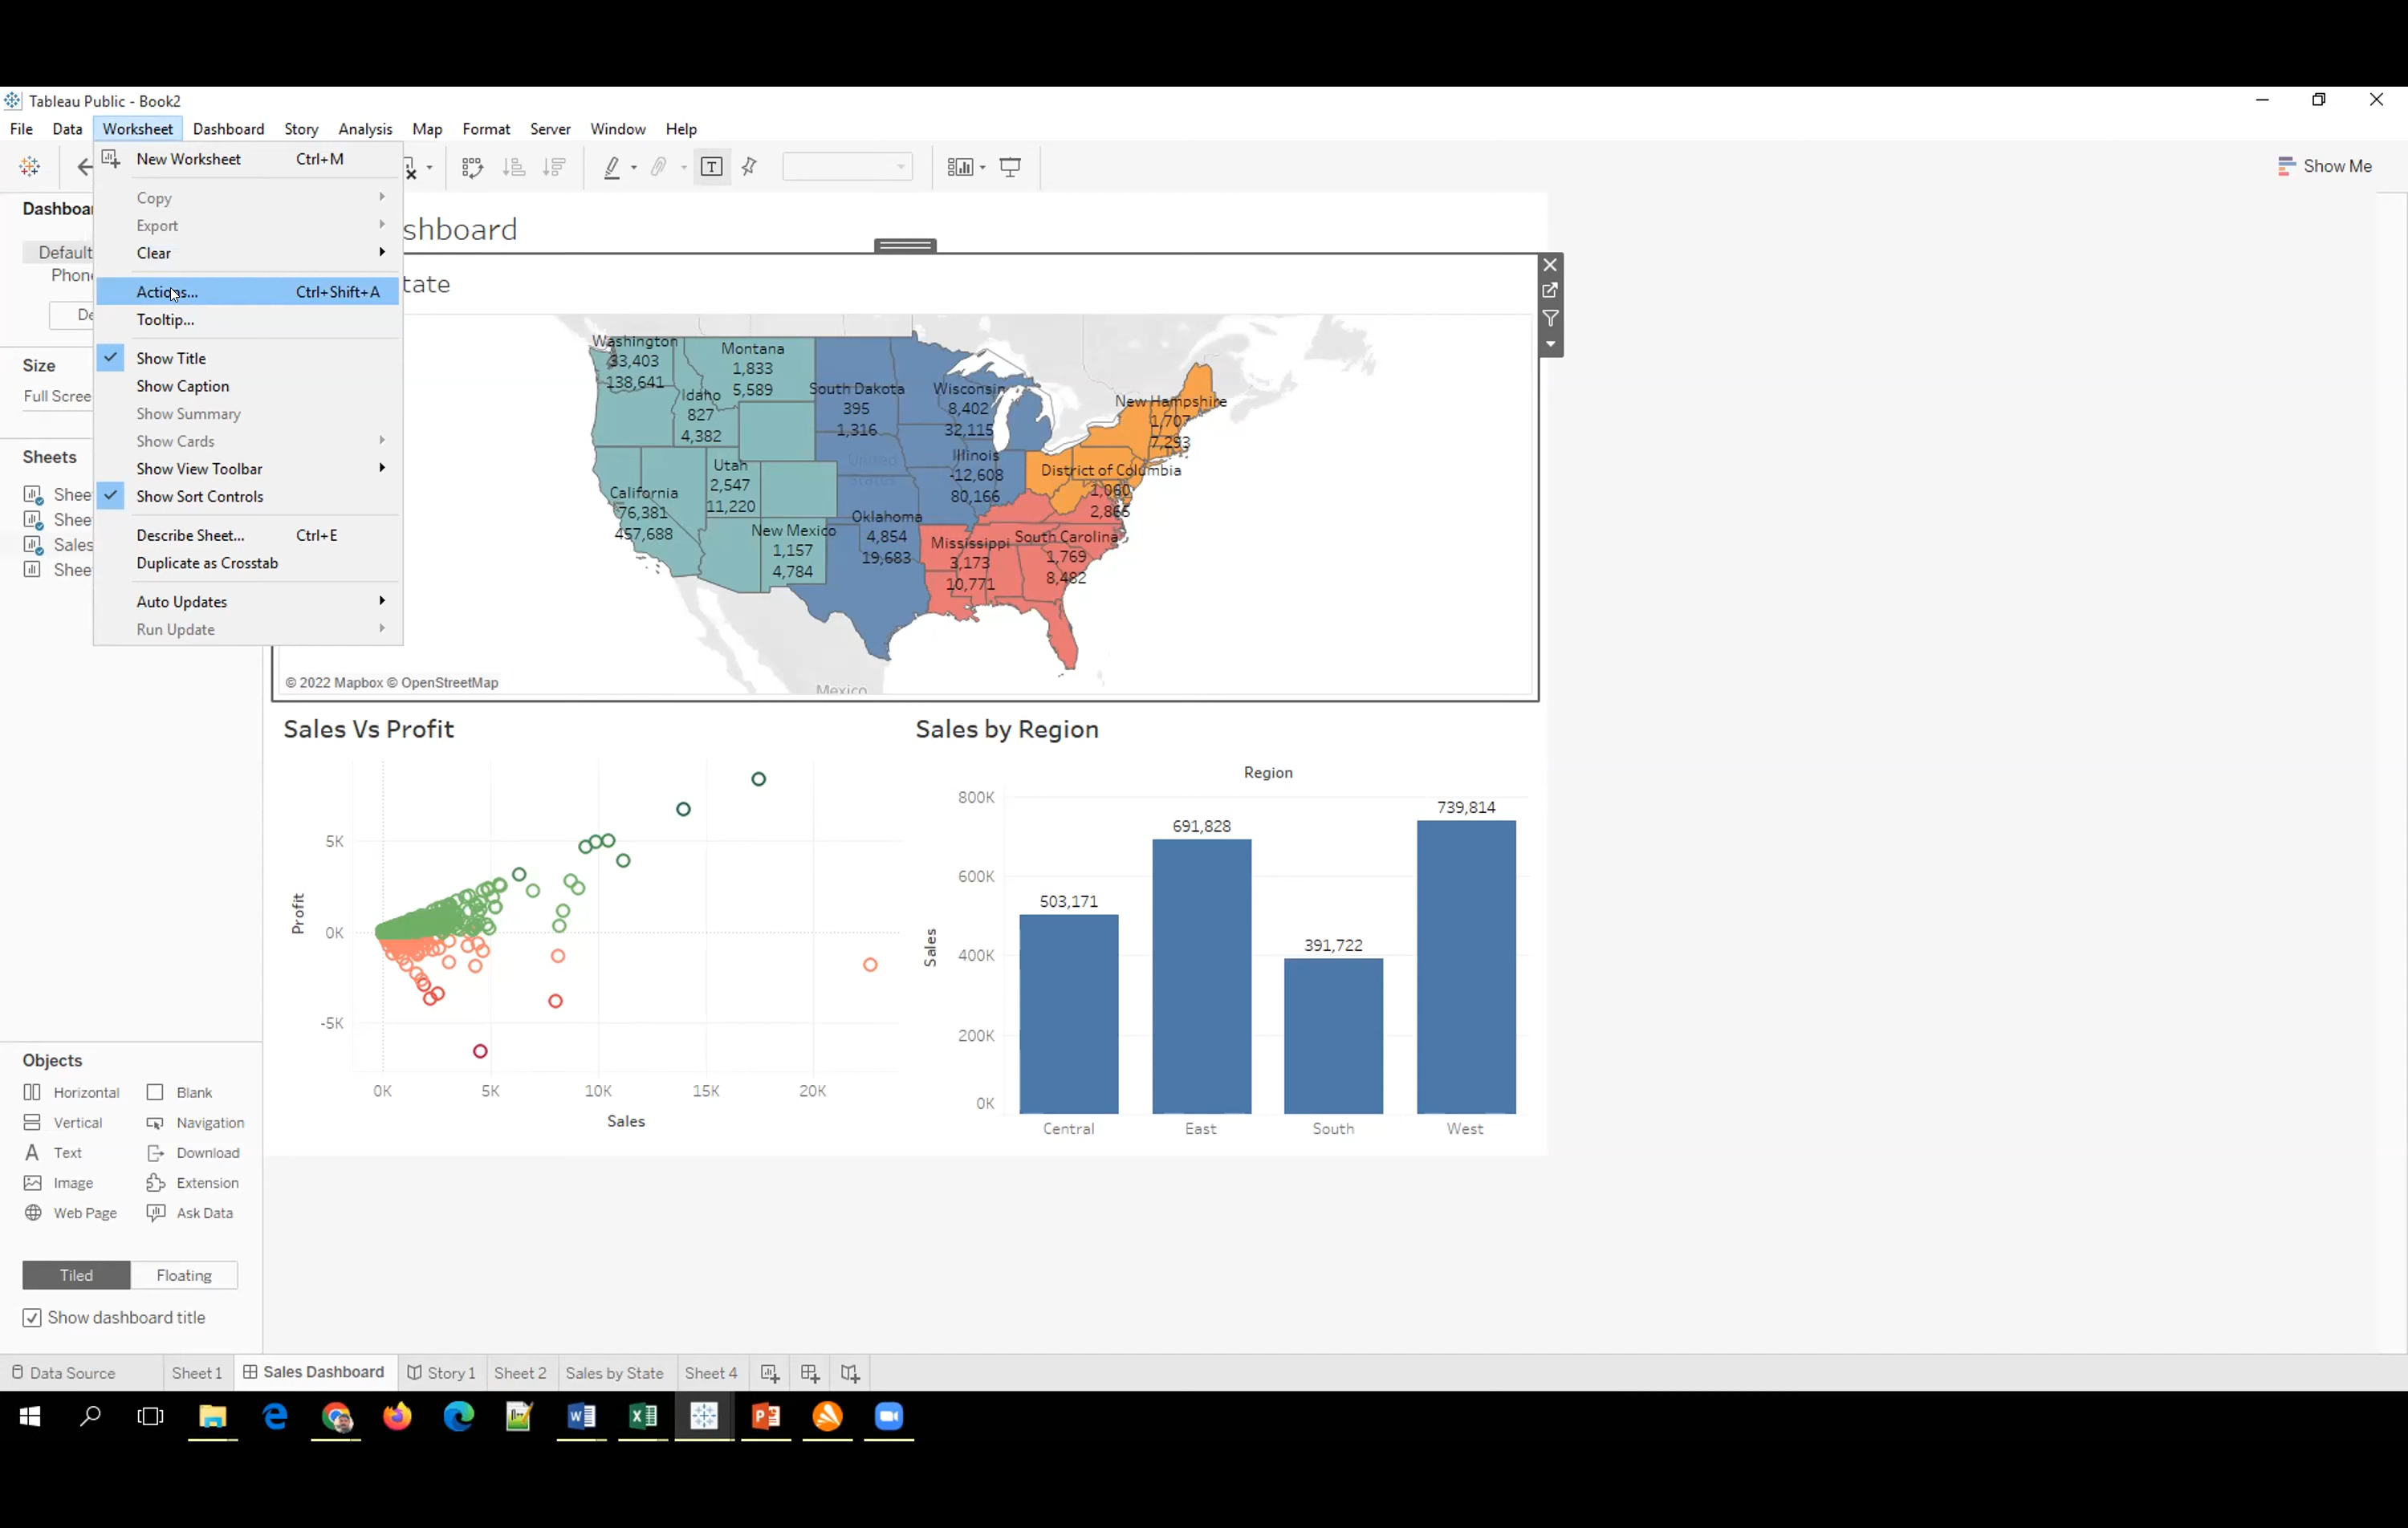 Tableau Public - Book2
File Data Worksheet Dashboard Story Analysis Map Format Server Window Help
Show Me
New Worksheet Ctrl+M
Copy
Export
Clear
Actions... Ctrl+Shift+A
Tooltip...
Show Title
Show Caption
Show Summary
Show Cards
Show View Toolbar
Show Sort Controls
Describe Sheet... Ctrl+E
Duplicate as Crosstab
Auto Updates
Run Update
Dashboa
Default
Phone
De
Size
Full Scree
Sheets
Shee
Shee
Sales
Shee
shboard
tate
Washington
33,403
138,641
Montana
1,833
5,589
Idaho
827
4,382
South Dakota
395
1,316
Wisconsin
8,402
32,115
New Hampshire
1,707
7,293
United
States
Utah
2,547
11,220
Illinois
-12,608
80,166
District of Columbia
1,060
2,865
California
76,381
457,688
New Mexico
1,157
4,784
Oklahoma
4,854
19,683
Mississippi
3,173
10,771
South Carolina
1,769
8,482
Mexico
© 2022 Mapbox © OpenStreetMap
Sales Vs Profit
Profit
5K
0K
-5K
0K 5K 10K 15K 20K
Sales
Sales by Region
Region
Sales
800K
600K
400K
200K
0K
503,171
691,828
391,722
739,814
Central East South West
Objects
Horizontal Blank
Vertical Navigation
Text Download
Image Extension
Web Page Ask Data
Tiled Floating
Show dashboard title
Data Source Sheet 1 Sales Dashboard Story 1 Sheet 2 Sales by State Sheet 4